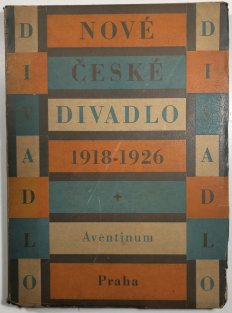 NOVÉ
ČESKÉ
DIVADLO
1918-1926
+
Aventinum
Praha
DIVADLO
DIVADLO